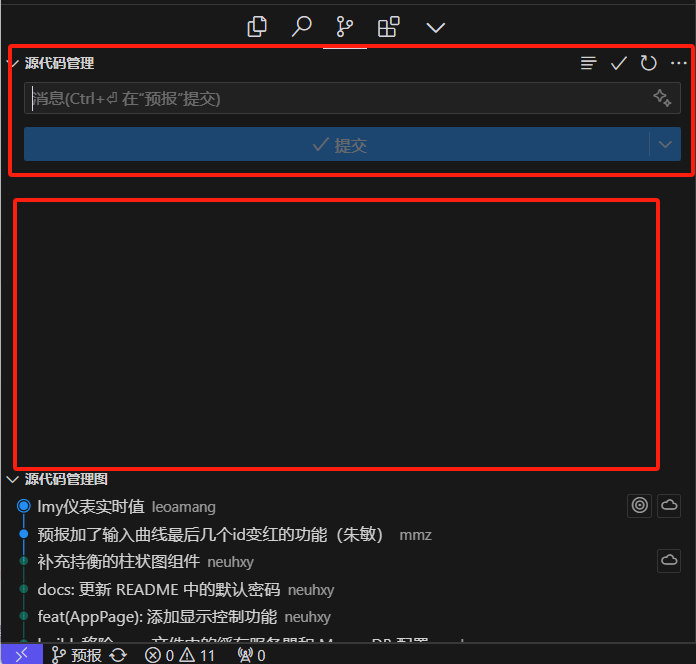 源代码管理
消息(Ctrl+⏎ 在“预报”提交)
提交
源代码管理图
lmy仪表实时值 leoamang
预报加了输入曲线最后几个id变红的功能（朱敏） mmz
补充持衡的柱状图组件 neuhxy
docs: 更新 README 中的默认密码 neuhxy
feat(AppPage): 添加显示控制功能 neuhxy
预报 0 11 0